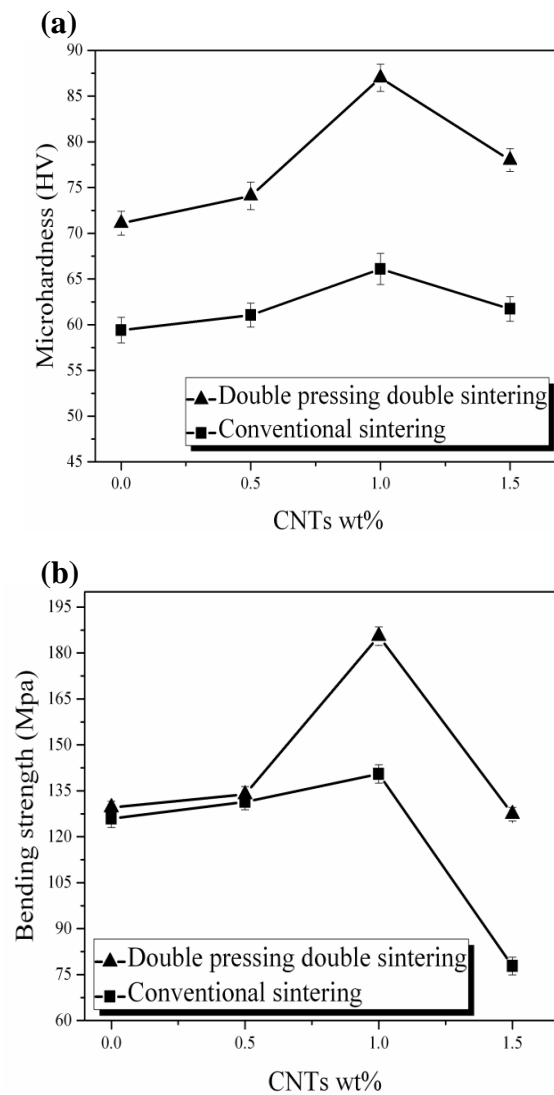 (a)
90
85
80
75
70
65
60
55
50
45
Microhardness (HV)
Double pressing double sintering
Conventional sintering
0.0 0.5 1.0 1.5
CNTs wt%
(b)
195
180
165
150
135
120
105
90
75
60
Bending strength (Mpa)
Double pressing double sintering
Conventional sintering
0.0 0.5 1.0 1.5
CNTs wt%